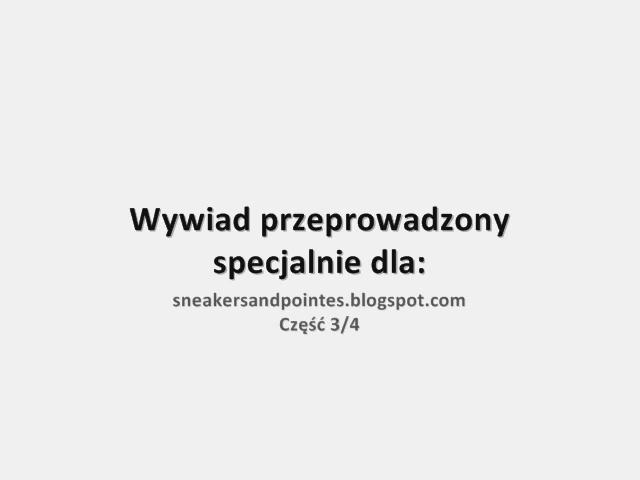 Wywiad przeprowadzony
specjalnie dla:
sneakersandpointes.blogspot.com
Część 3/4